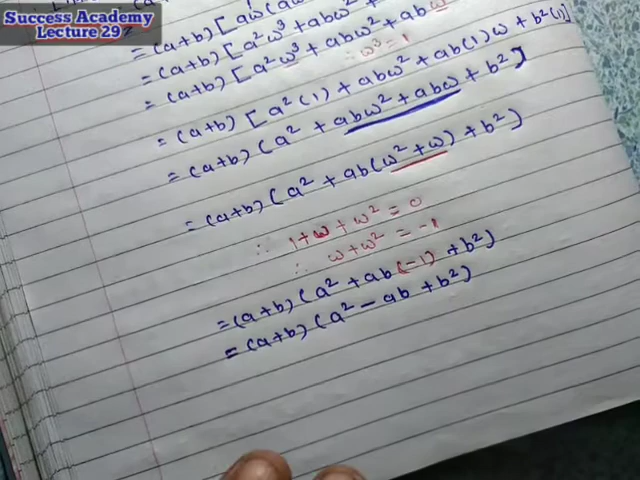 Success Academy
Lecture 29
= (a+b) [ aω (aω
= (a+b) [ a²ω³ + abω²
= (a+b) [ a²ω³ + abω² + abω
∵ ω³ = 1
= (a+b) [ a²(1) + abω² + ab(1)ω + b²(1)]
= (a+b) ( a² + abω² + abω + b² )
= (a+b) ( a² + ab(ω² + ω) + b² )
∴ 1+ω + ω² = 0
∴ ω + ω² = -1
= (a+b) ( a² + ab (-1) + b² )
= (a+b) ( a² - ab + b² )